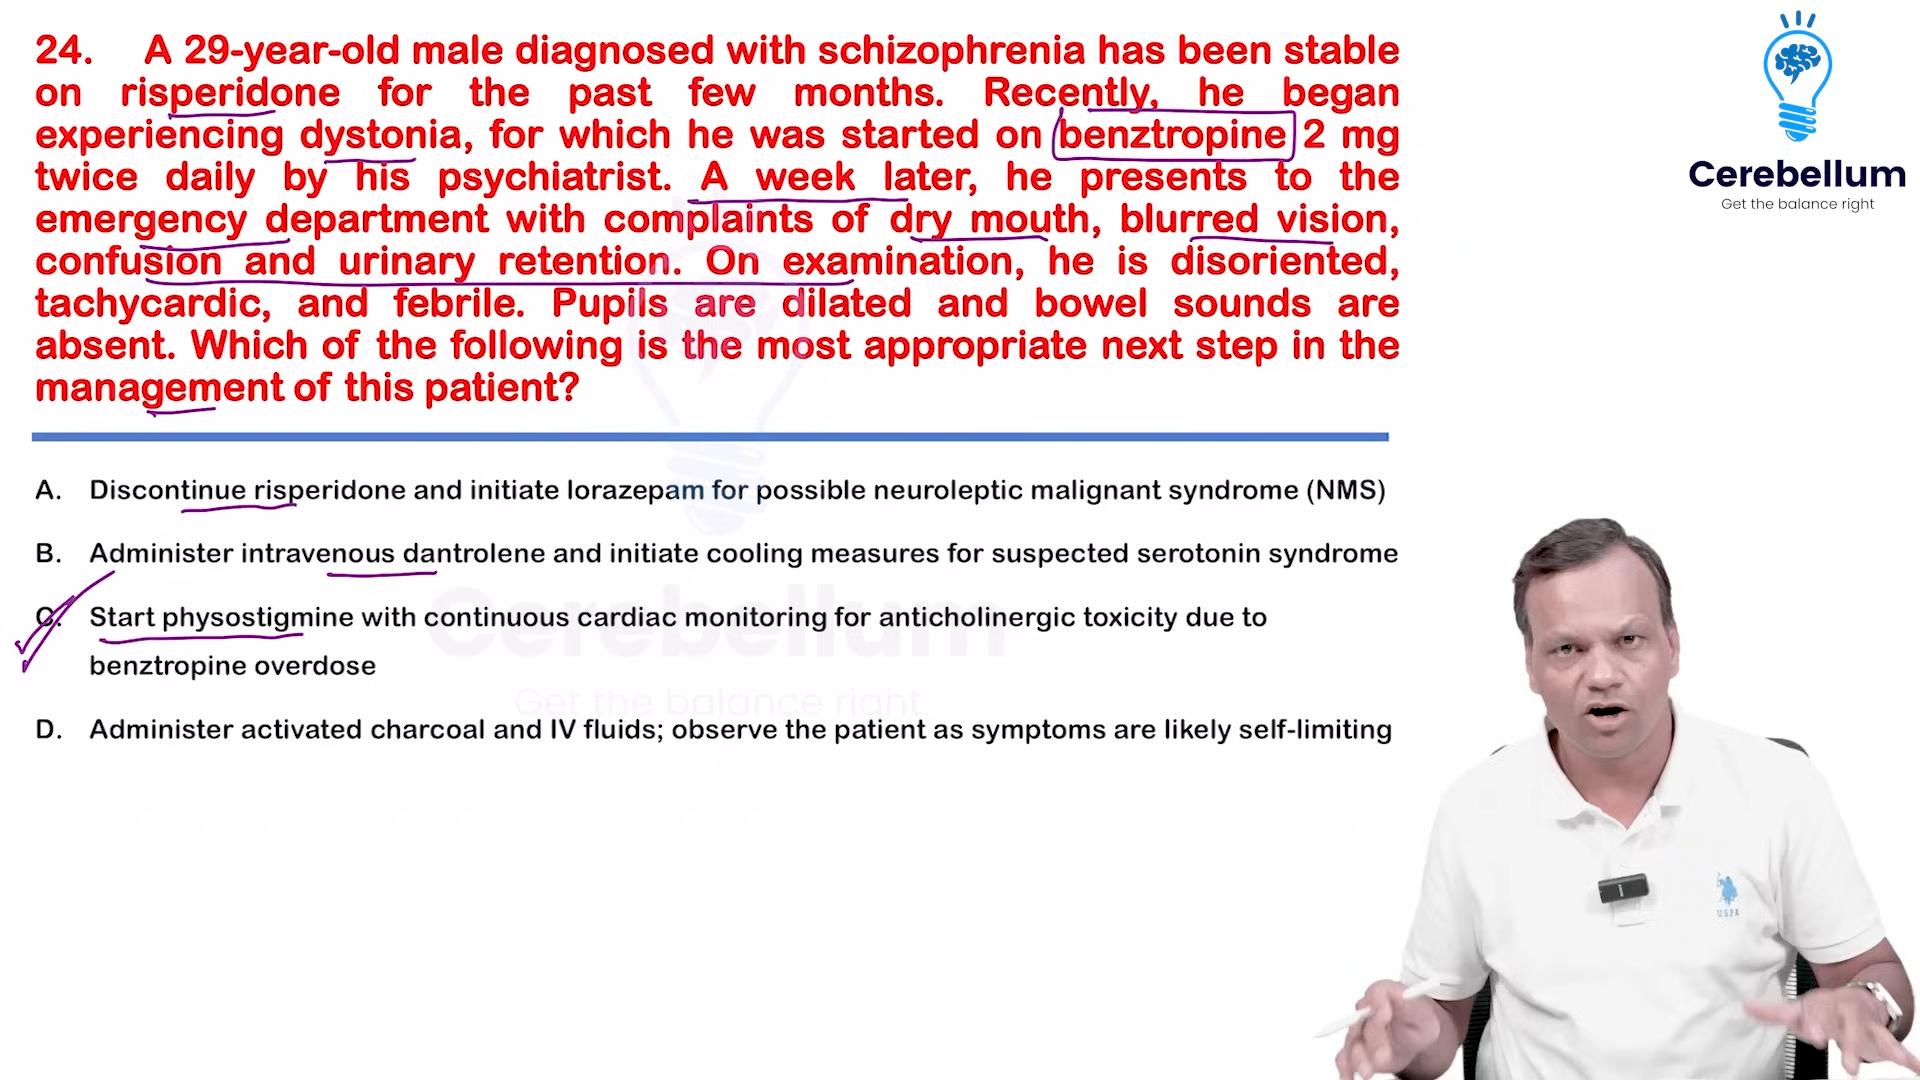 24. A 29-year-old male diagnosed with schizophrenia has been stable
on risperidone for the past few months. Recently, he began
experiencing dystonia, for which he was started on benztropine 2 mg
twice daily by his psychiatrist. A week later, he presents to the
emergency department with complaints of dry mouth, blurred vision,
confusion and urinary retention. On examination, he is disoriented,
tachycardic, and febrile. Pupils are dilated and bowel sounds are
absent. Which of the following is the most appropriate next step in the
management of this patient?
A. Discontinue risperidone and initiate lorazepam for possible neuroleptic malignant syndrome (NMS)
B. Administer intravenous dantrolene and initiate cooling measures for suspected serotonin syndrome
C. Start physostigmine with continuous cardiac monitoring for anticholinergic toxicity due to
benztropine overdose
D. Administer activated charcoal and IV fluids; observe the patient as symptoms are likely self-limiting
Cerebellum
Get the balance right
Cerebellum
Get the balance right
USPA